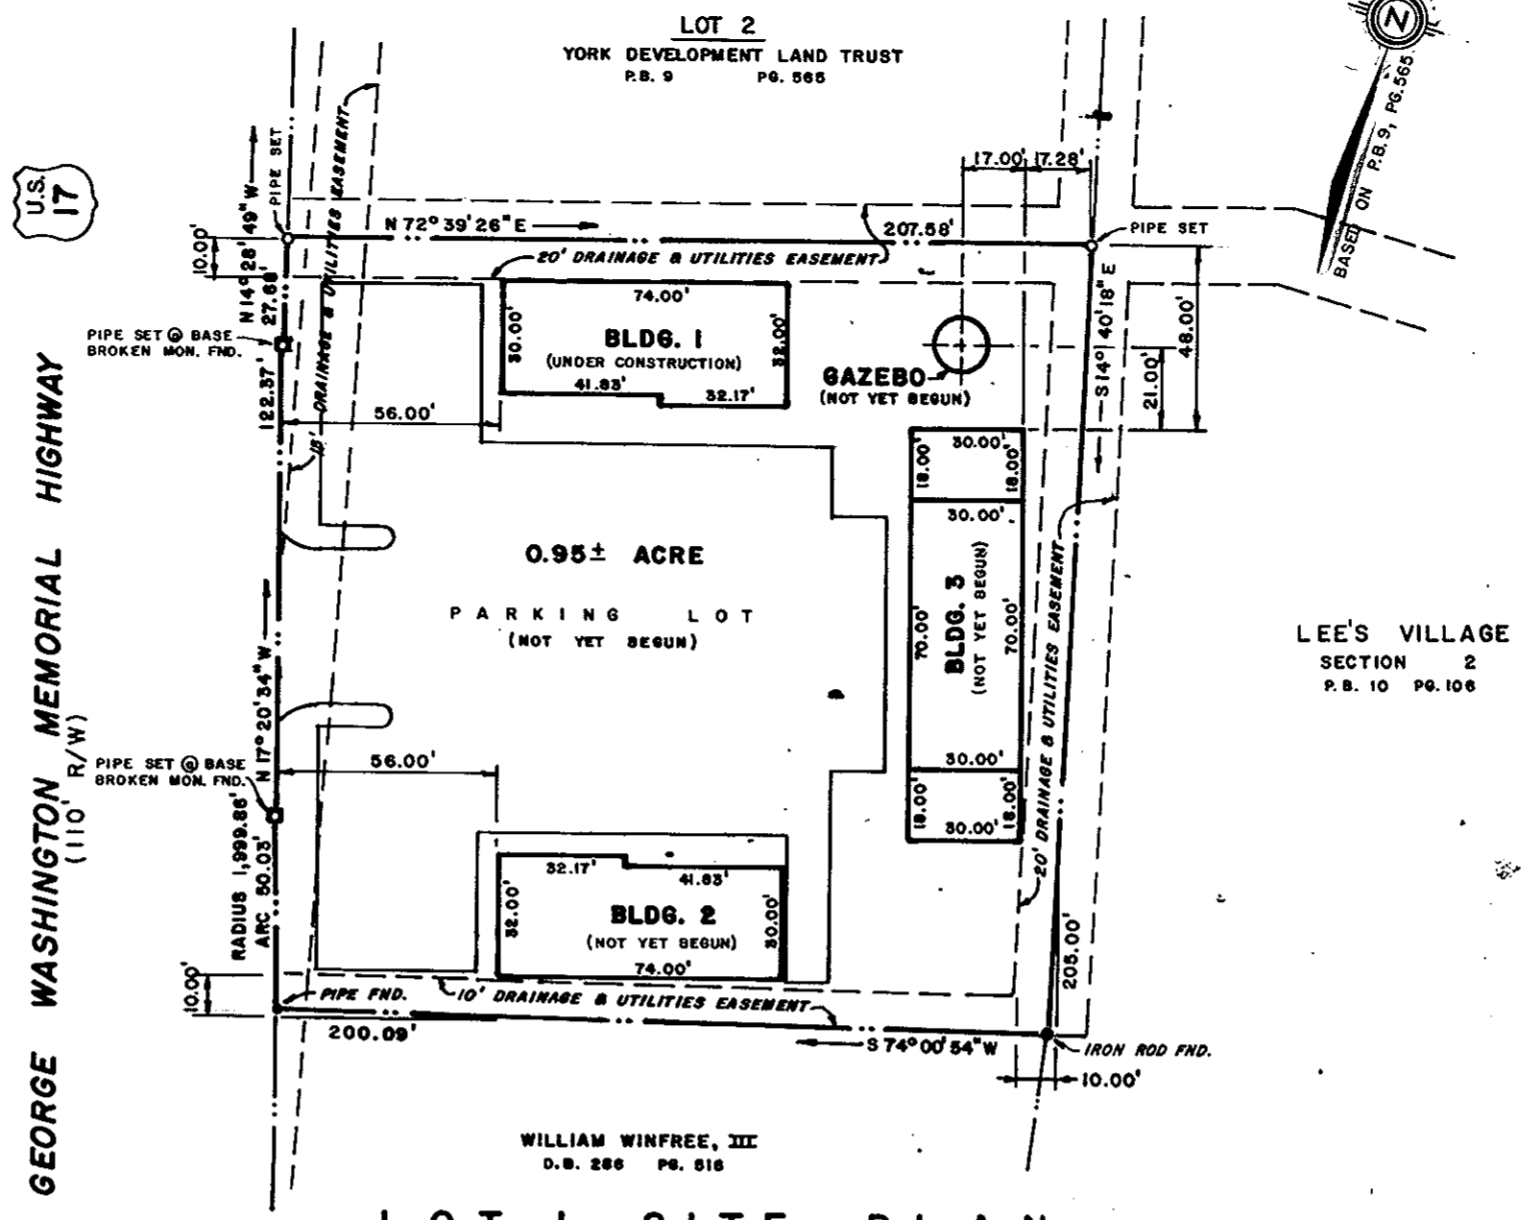 LOT 2
YORK DEVELOPMENT LAND TRUST
P.B. 9 PG. 565
N
BASED ON P.B. 9, PG. 565
U.S.
17
GEORGE WASHINGTON MEMORIAL HIGHWAY
(110' R/W)
N 14° 28' 49" W
27.68'
PIPE SET
10.00'
DRAINAGE & UTILITIES EASEMENT
N 72° 39' 26" E
207.58'
20' DRAINAGE & UTILITIES EASEMENT
17.00'
7.28'
PIPE SET
PIPE SET @ BASE
BROKEN MON. FND.
122.37'
N 17° 20' 34" W
15'
56.00'
74.00'
30.00'
BLDG. 1
(UNDER CONSTRUCTION)
32.00'
41.83'
32.17'
GAZEBO
(NOT YET BEGUN)
S 14° 40' 18" E
205.00'
48.00'
21.00'
30.00'
18.00'
18.00'
30.00'
70.00'
BLDG. 3
(NOT YET BEGUN)
70.00'
30.00'
18.00'
18.00'
30.00'
20' DRAINAGE & UTILITIES EASEMENT
0.95± ACRE
PARKING LOT
(NOT YET BEGUN)
LEE'S VILLAGE
SECTION 2
P.B. 10 PG. 106
PIPE SET @ BASE
BROKEN MON. FND.
RADIUS 1,999.86'
ARC 50.03'
56.00'
32.17'
41.83'
32.00'
BLDG. 2
(NOT YET BEGUN)
30.00'
74.00'
10.00'
PIPE FND.
10' DRAINAGE & UTILITIES EASEMENT
200.09'
S 74° 00' 54" W
IRON ROD FND.
10.00'
WILLIAM WINFREE, III
D.B. 286 PG. 516
LOT 1 SITE PLAN